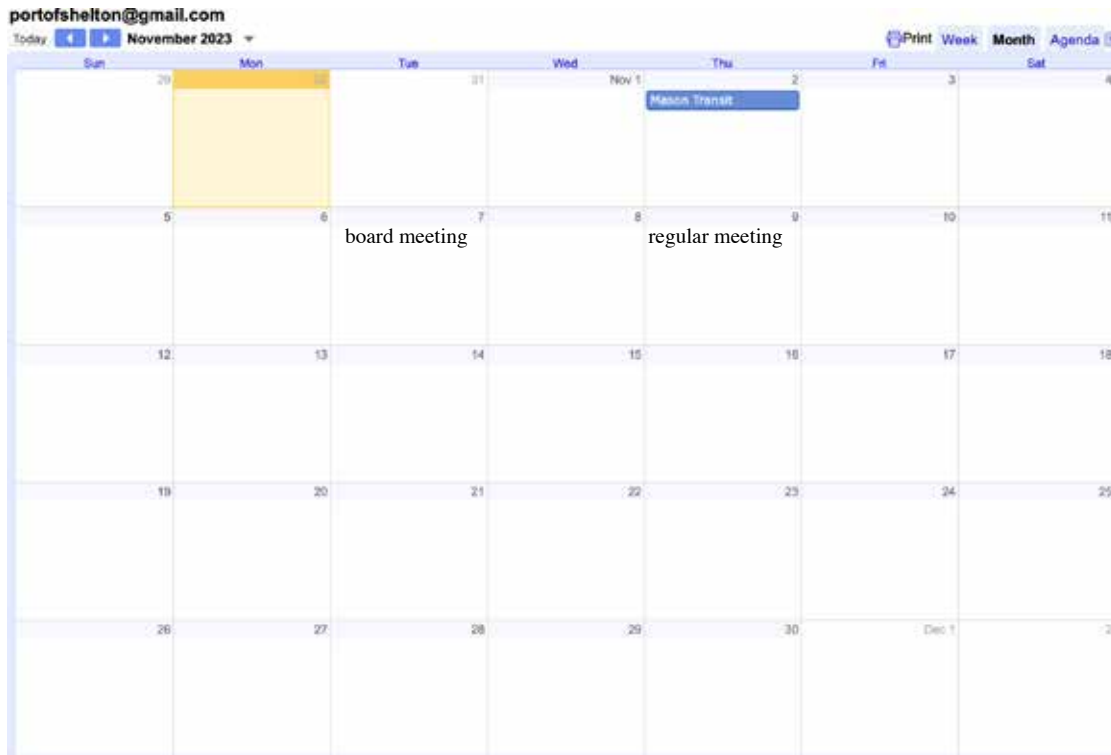 portofshelton@gmail.com
Today November 2023 Print Week Month Agenda
Sun Mon Tue Wed Thu Fri Sat
29 30 31 Nov 1 2 3 4
Mason Transit
5 6 7 8 9 10 11
board meeting regular meeting
12 13 14 15 16 17 18
19 20 21 22 23 24 25
26 27 28 29 30 Dec 1 2